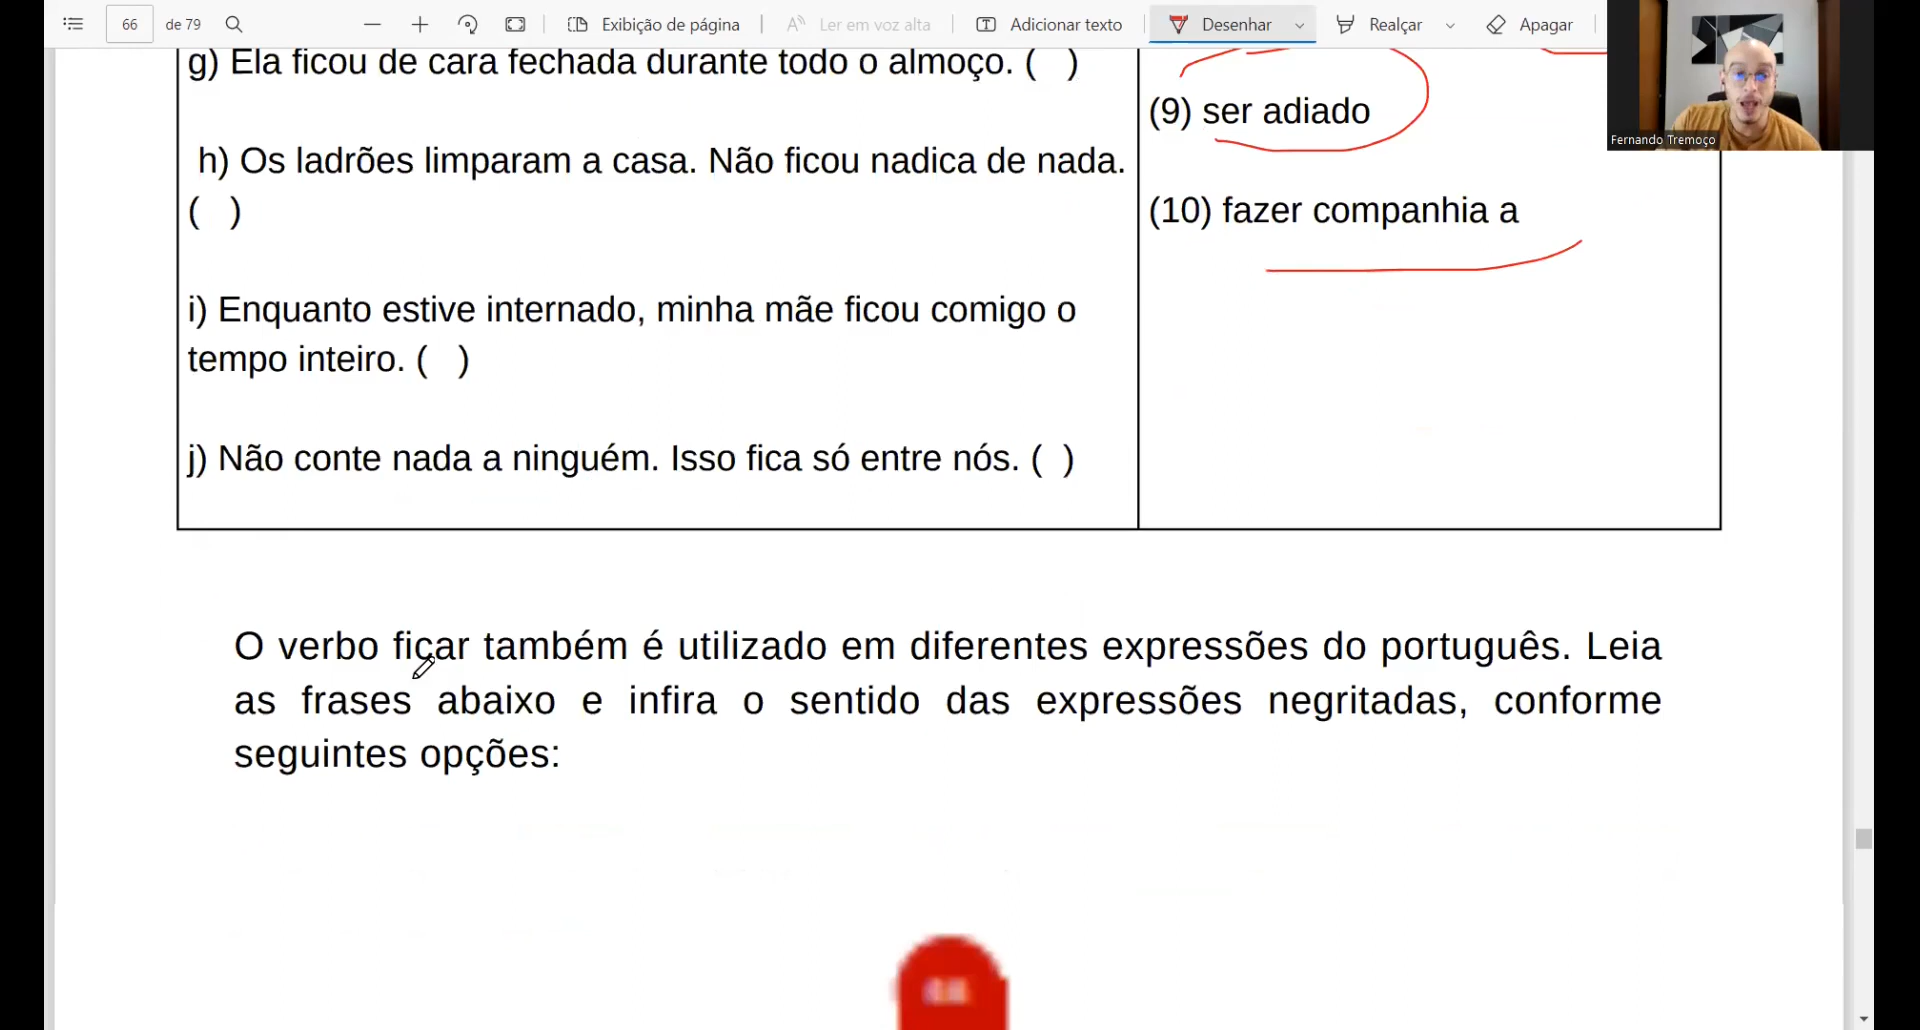 66 de 79 Exibição de página Ler em voz alta Adicionar texto Desenhar Realçar Apagar
g) Ela ficou de cara fechada durante todo o almoço. ( )
h) Os ladrões limparam a casa. Não ficou nadica de nada.
( )
i) Enquanto estive internado, minha mãe ficou comigo o
tempo inteiro. ( )
j) Não conte nada a ninguém. Isso fica só entre nós. ( )
(9) ser adiado
(10) fazer companhia a
Fernando Tremoço
O verbo ficar também é utilizado em diferentes expressões do português. Leia
as frases abaixo e infira o sentido das expressões negritadas, conforme
seguintes opções: